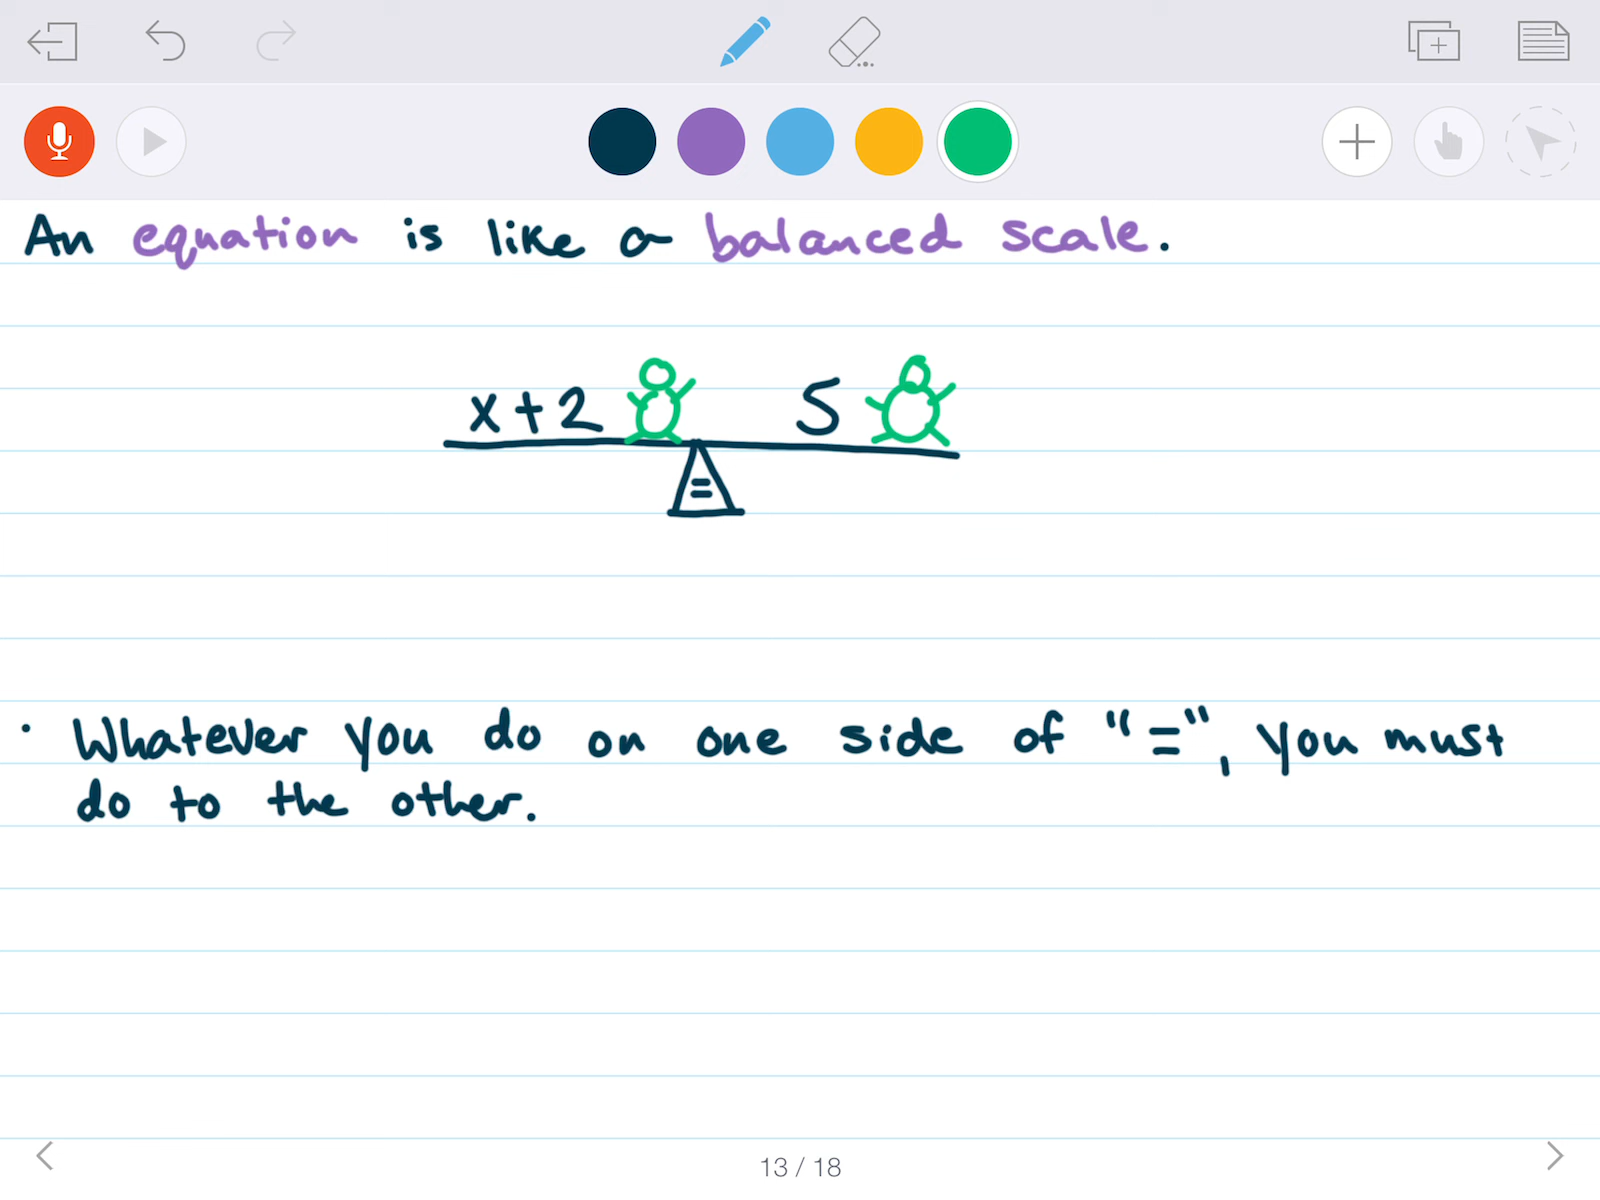 An equation is like a balanced scale.
x+2 5
=
· Whatever you do on one side of "=", you must
do to the other.
13 / 18